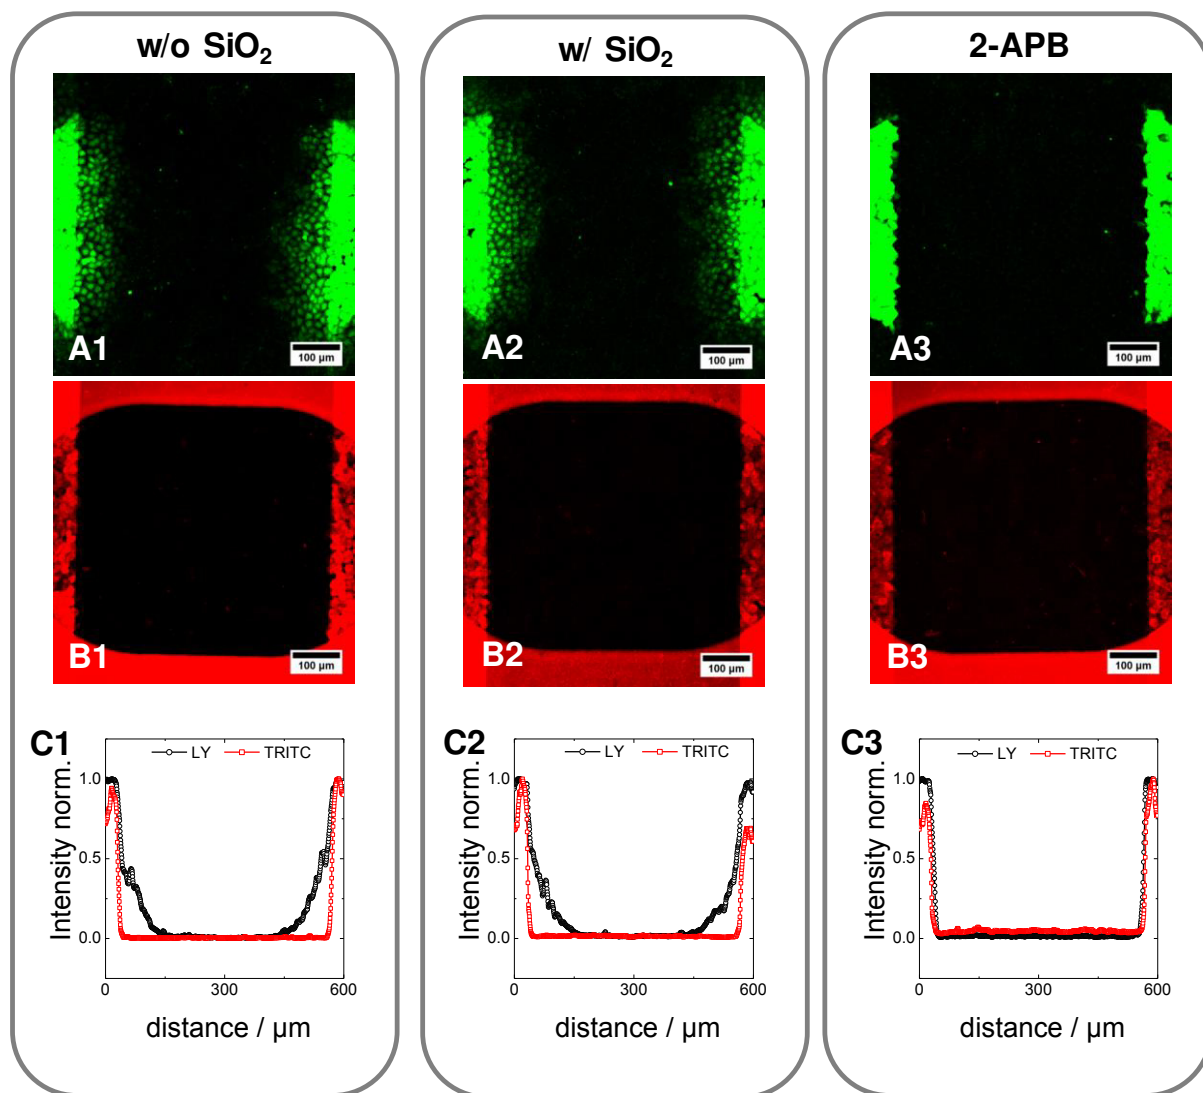 w/o SiO₂
A1
100 µm
B1
100 µm
C1
LY TRITC
Intensity norm.
1.0
0.5
0.0
0 300 600
distance / µm
w/ SiO₂
A2
100 µm
B2
100 µm
C2
LY TRITC
Intensity norm.
1.0
0.5
0.0
0 300 600
distance / µm
2-APB
A3
100 µm
B3
100 µm
C3
LY TRITC
Intensity norm.
1.0
0.5
0.0
0 300 600
distance / µm